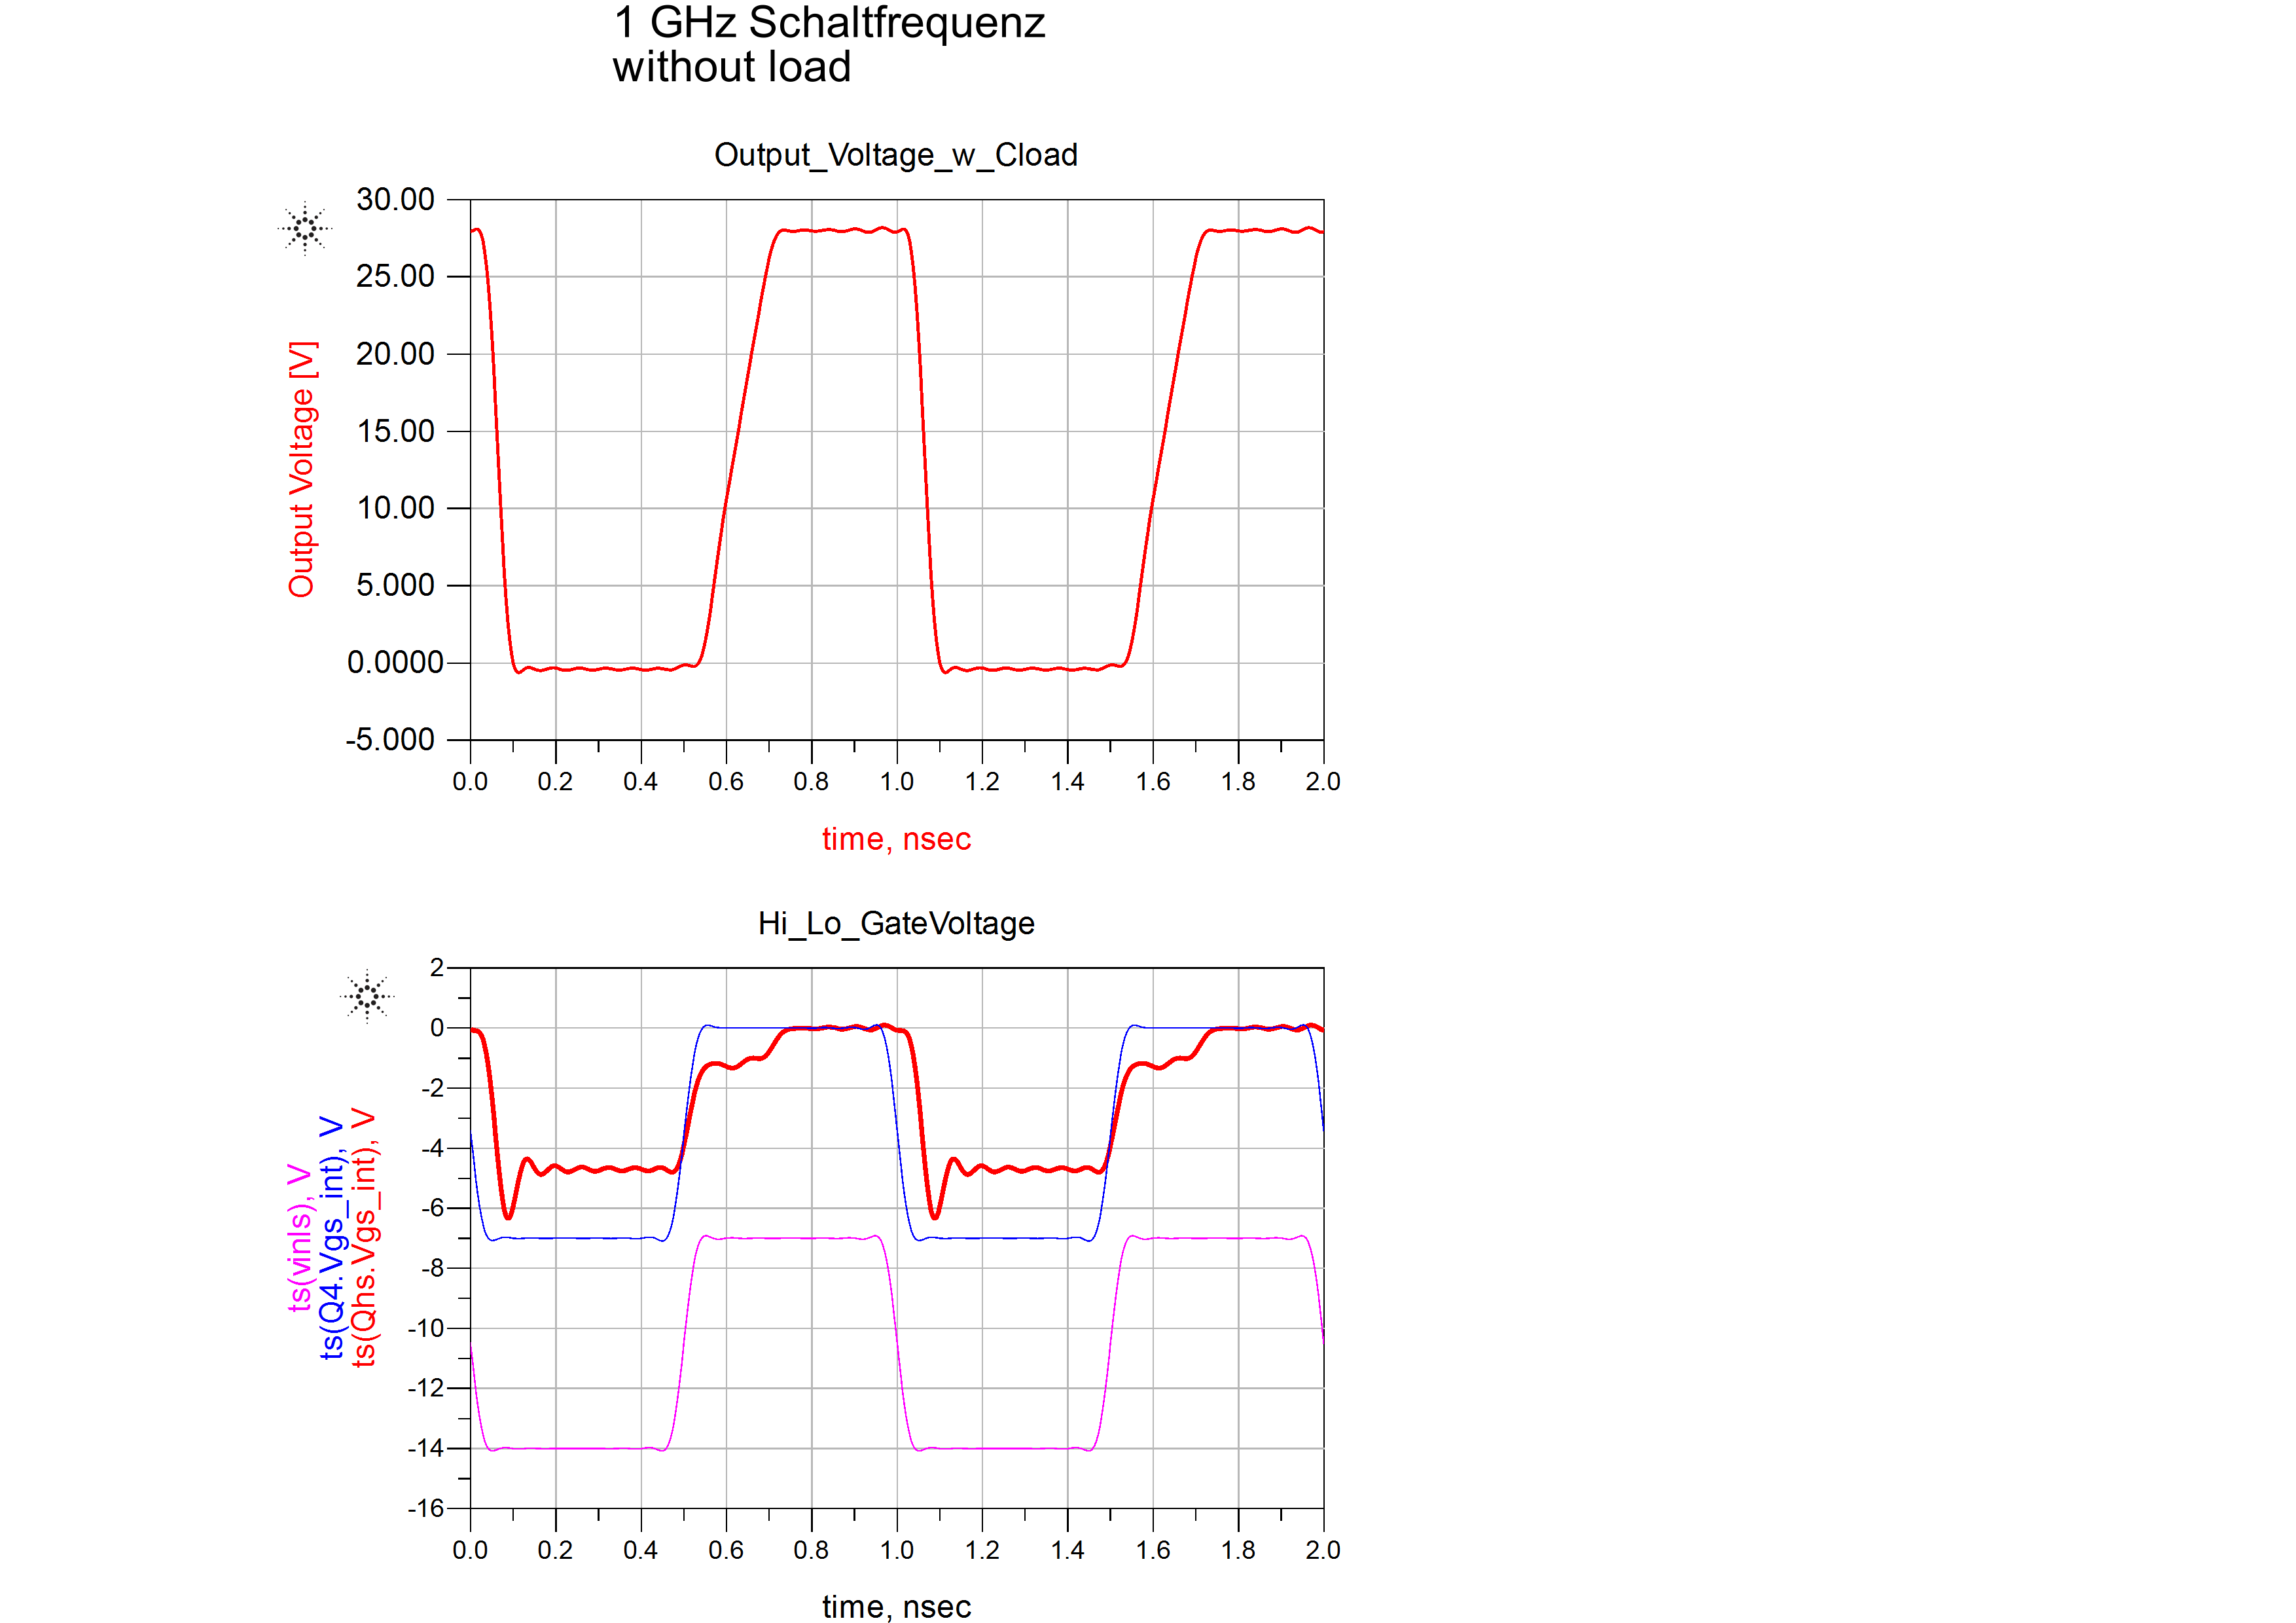 1 GHz Schaltfrequenz
without load
Output_Voltage_w_Cload
30.00
25.00
20.00
15.00
10.00
5.000
0.0000
-5.000
Output Voltage [V]
0.0 0.2 0.4 0.6 0.8 1.0 1.2 1.4 1.6 1.8 2.0
time, nsec
Hi_Lo_GateVoltage
2
0
-2
-4
-6
-8
-10
-12
-14
-16
ts(vinls), V
ts(Q4.Vgs_int), V
ts(Qhs.Vgs_int), V
0.0 0.2 0.4 0.6 0.8 1.0 1.2 1.4 1.6 1.8 2.0
time, nsec